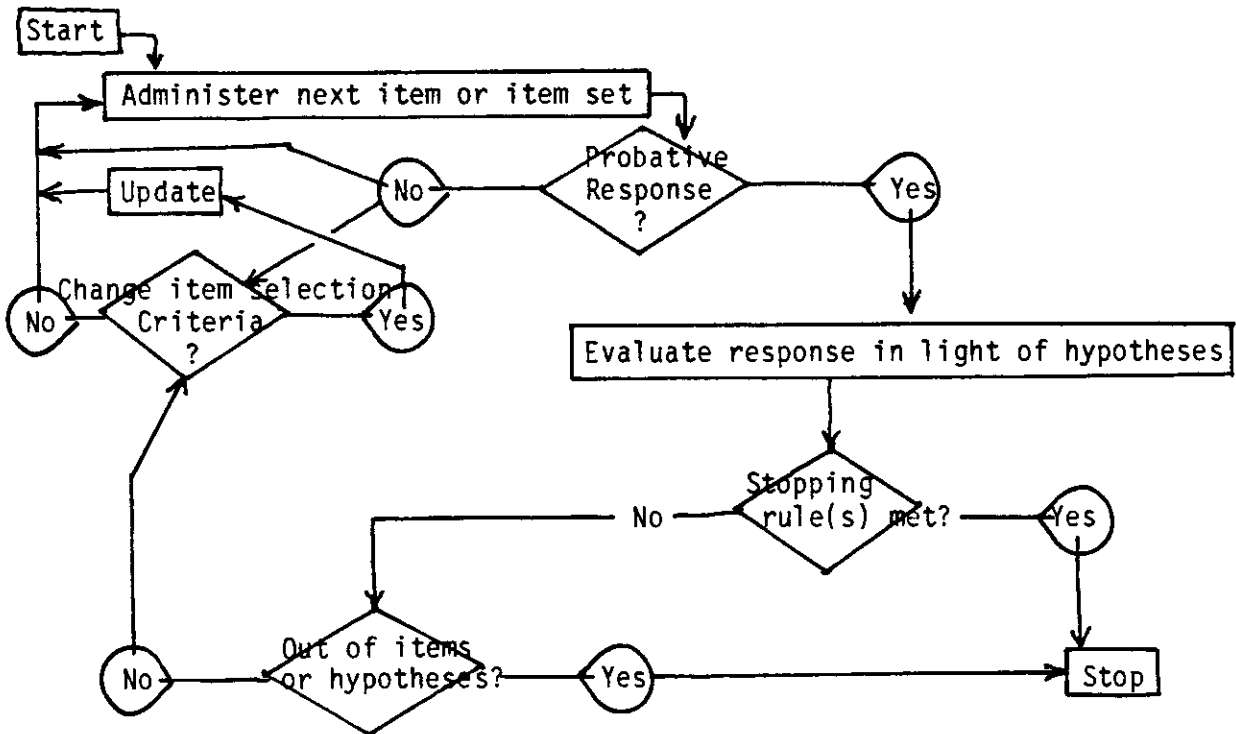 Start
Administer next item or item set
Probative
Response
?
No
Yes
Update
Change item selection
Criteria
?
No
Yes
Evaluate response in light of hypotheses
Stopping
rule(s) met?
No
Yes
Out of items
or hypotheses?
No
Yes
Stop